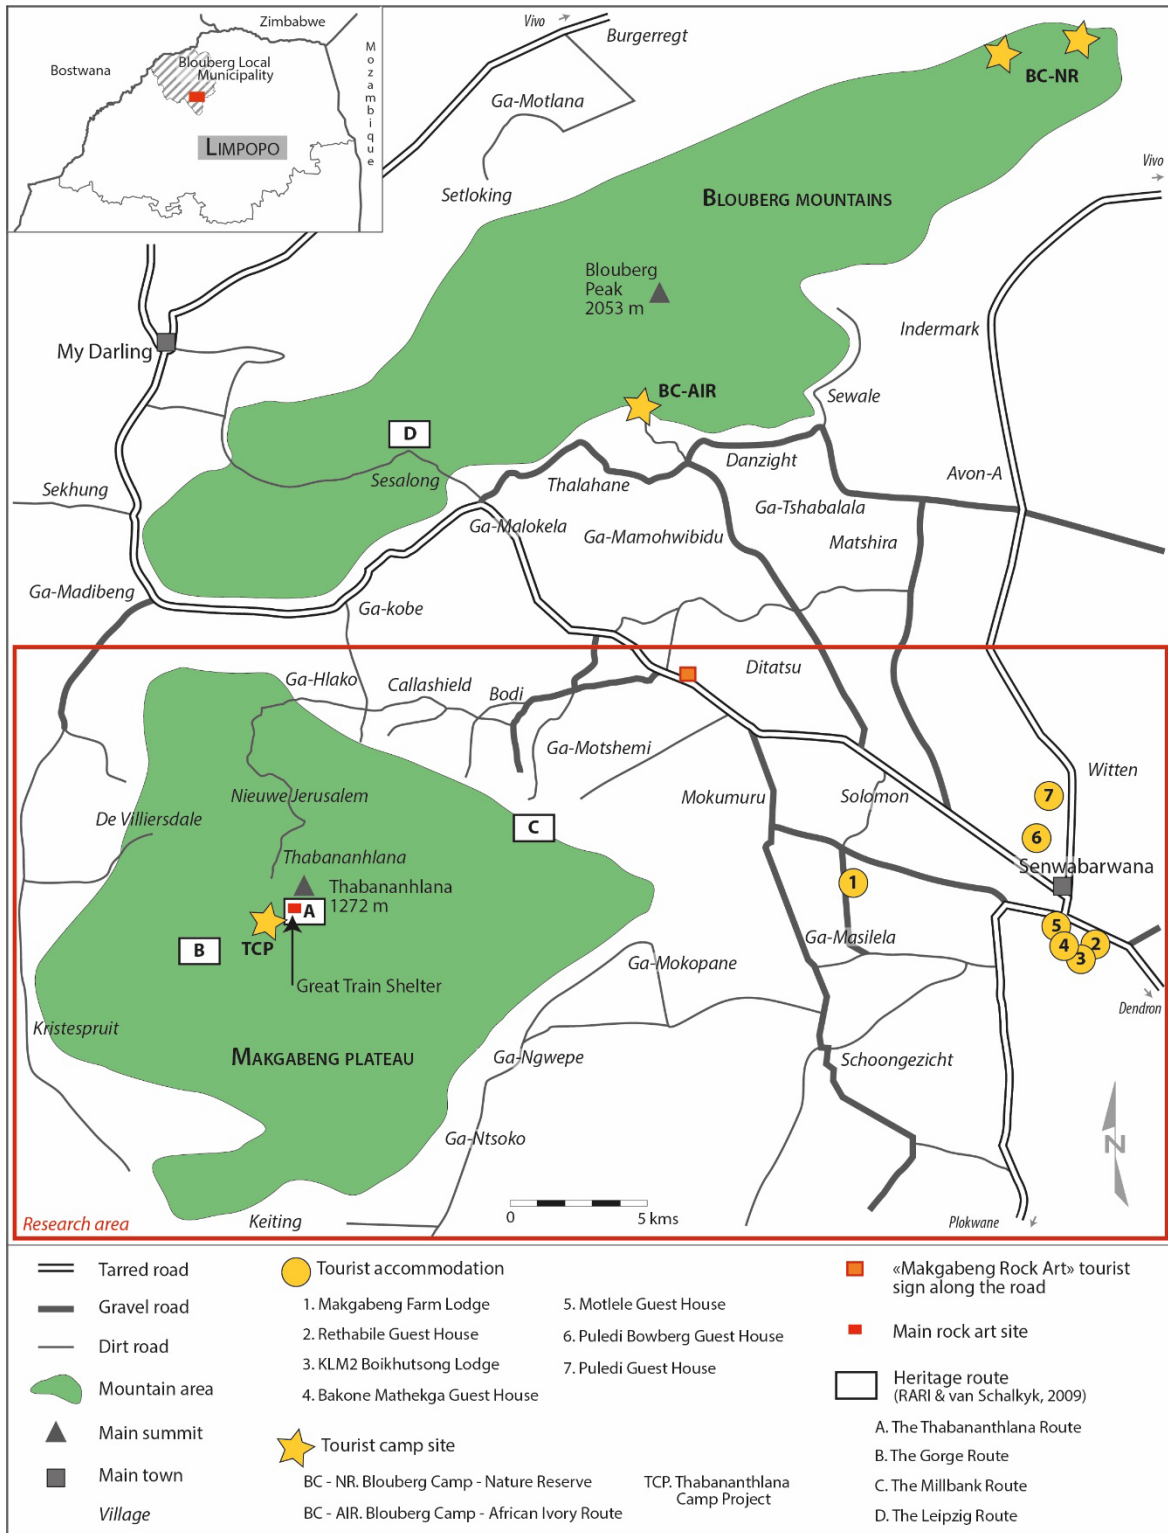 Zimbabwe
Bostwana
Blouberg Local
Municipality
Mozambique
LIMPOPO
Vivo
Burgerregt
Ga-Motlana
Setloking
BC-NR
Vivo
BLOUBERG MOUNTAINS
Blouberg
Peak
2053 m
Indermark
My Darling
BC-AIR
Sewale
D
Danzight
Avon-A
Sekhung
Sesalong
Thalahane
Ga-Tshabalala
Ga-Malokela
Ga-Mamohwibidu
Matshira
Ga-Madibeng
Ga-kobe
Ditatsu
Ga-Hlako
Callashield
Bodi
Ga-Motshemi
Witten
Nieuwe Jerusalem
Mokumuru
Solomon
7
De Villiersdale
C
6
Thabananhlana
Senwabarwana
Thabananhlana
1272 m
1
A
TCP
B
5
4
3
2
Ga-Masilela
Great Train Shelter
Ga-Mokopane
Dendron
Kristespruit
MAKGABENG PLATEAU
Ga-Ngwepe
Schoongezicht
Ga-Ntsoko
N
Research area
Keiting
0
5 kms
Plokwane
Tarred road
Gravel road
Dirt road
Mountain area
Main summit
Main town
Village
Tourist accommodation
1. Makgabeng Farm Lodge
2. Rethabile Guest House
3. KLM2 Boikhutsong Lodge
4. Bakone Mathekga Guest House
5. Motlele Guest House
6. Puledi Bowberg Guest House
7. Puledi Guest House
Tourist camp site
BC - NR. Blouberg Camp - Nature Reserve
BC - AIR. Blouberg Camp - African Ivory Route
TCP. Thabananthlana
Camp Project
«Makgabeng Rock Art» tourist
sign along the road
Main rock art site
Heritage route
(RARI & van Schalkyk, 2009)
A. The Thabananthlana Route
B. The Gorge Route
C. The Millbank Route
D. The Leipzig Route